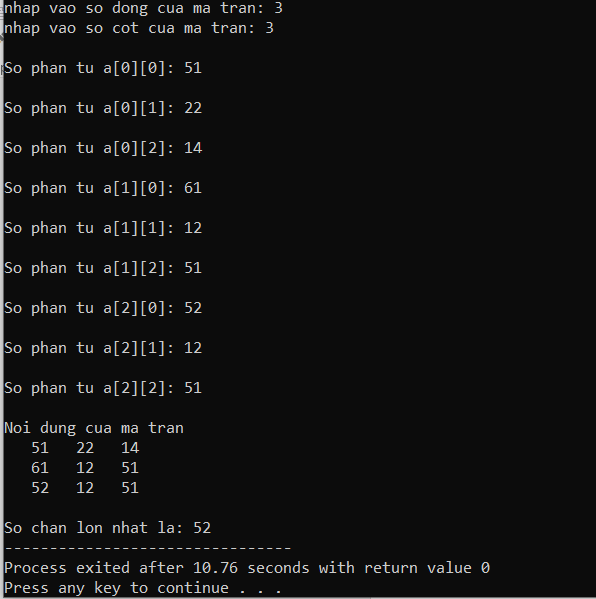 nhap vao so dong cua ma tran: 3
nhap vao so cot cua ma tran: 3
So phan tu a[0][0]: 51
So phan tu a[0][1]: 22
So phan tu a[0][2]: 14
So phan tu a[1][0]: 61
So phan tu a[1][1]: 12
So phan tu a[1][2]: 51
So phan tu a[2][0]: 52
So phan tu a[2][1]: 12
So phan tu a[2][2]: 51
Noi dung cua ma tran
51 22 14
61 12 51
52 12 51
So chan lon nhat la: 52
--------------------------------
Process exited after 10.76 seconds with return value 0
Press any key to continue . . .